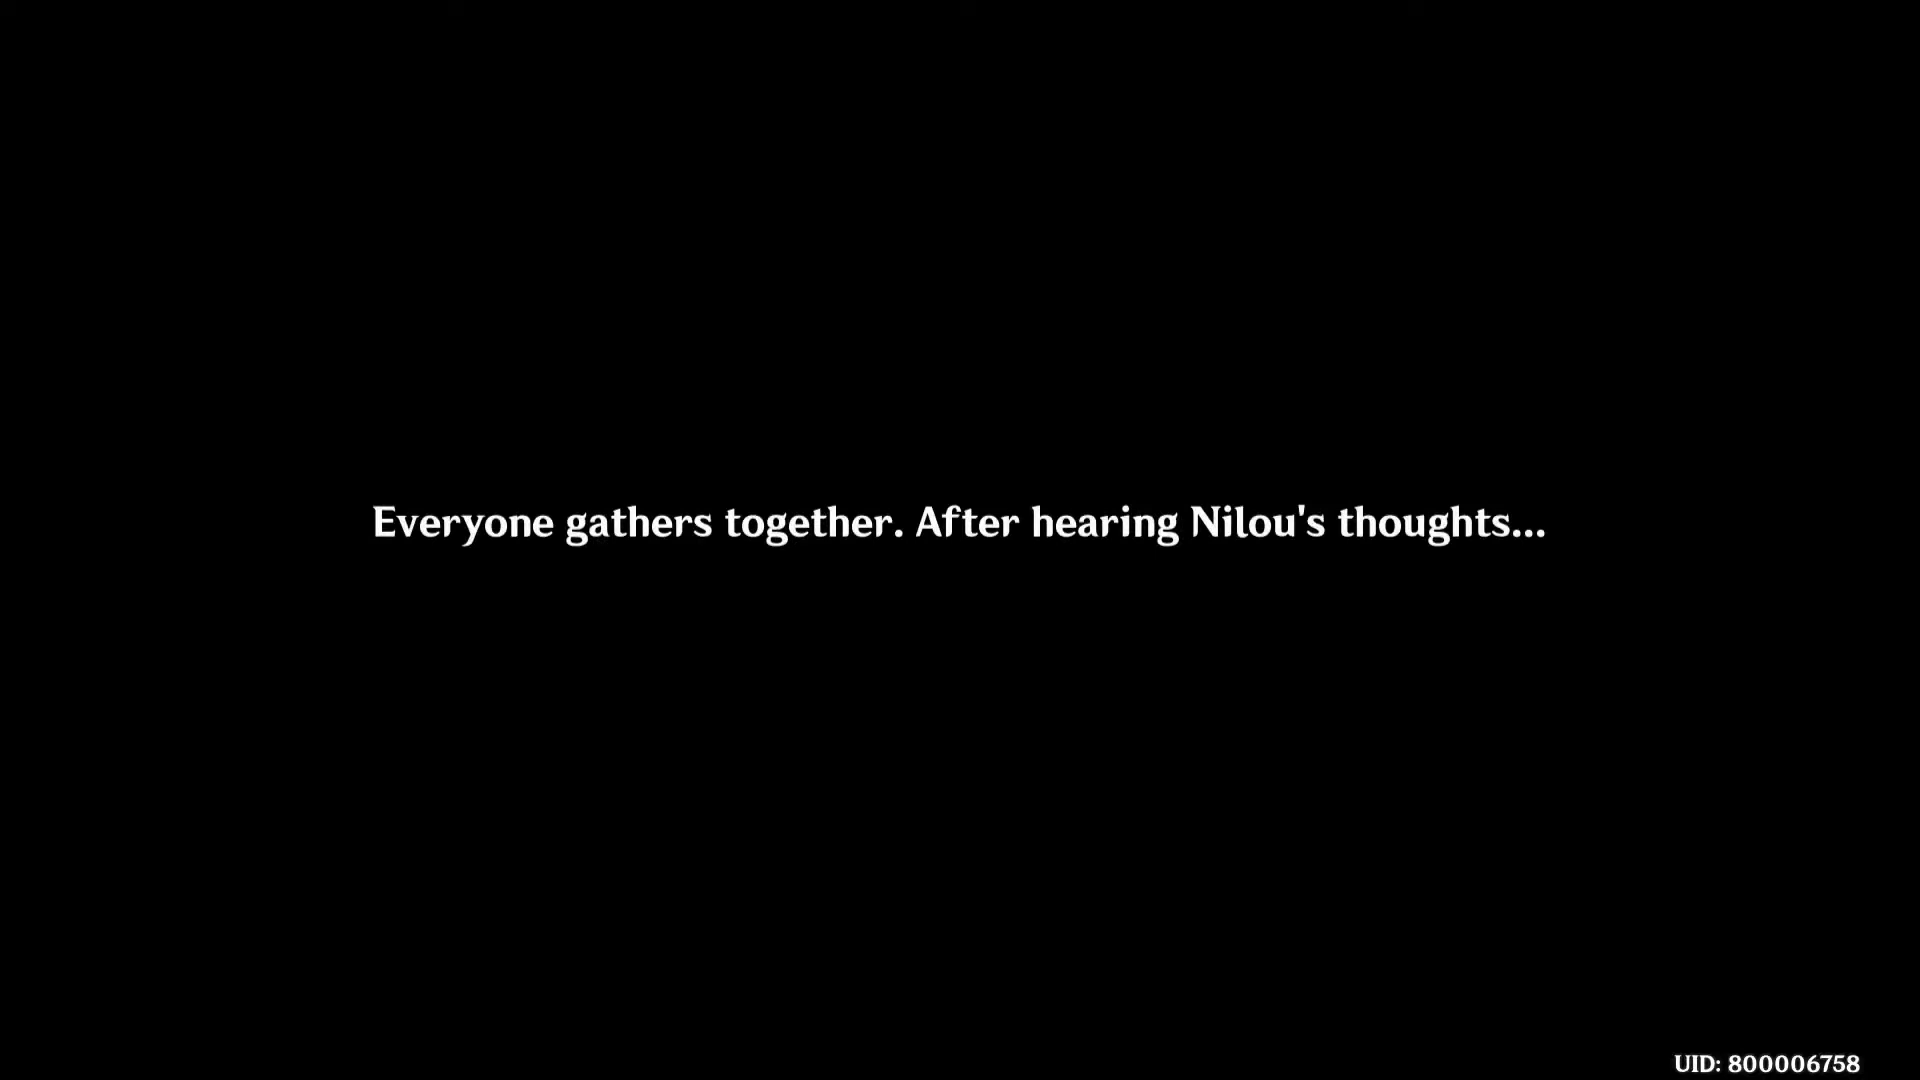 Everyone gathers together. After hearing Nilou's thoughts...
UID: 800006758